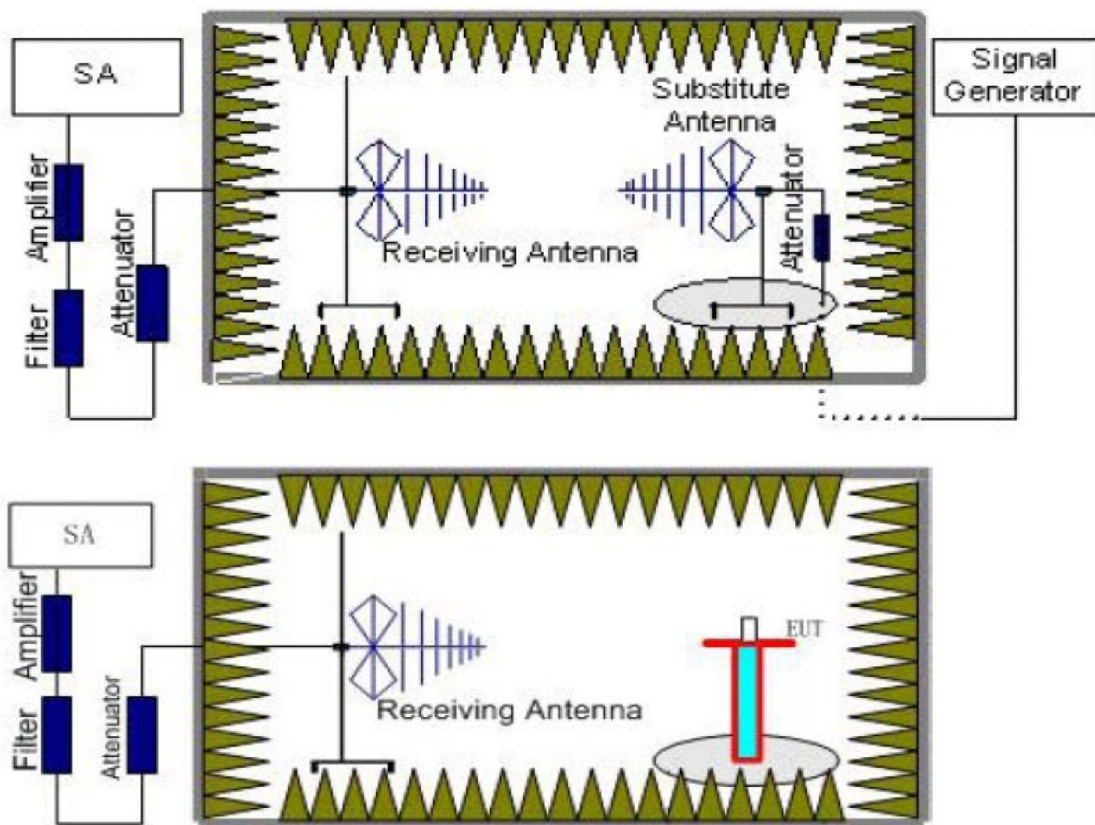 SA
Signal
Generator
Substitute
Antenna
Amplifier
Attenuator
Attenuator
Receiving Antenna
Filter
SA
Amplifier
EUT
Filter
Attenuator
Receiving Antenna